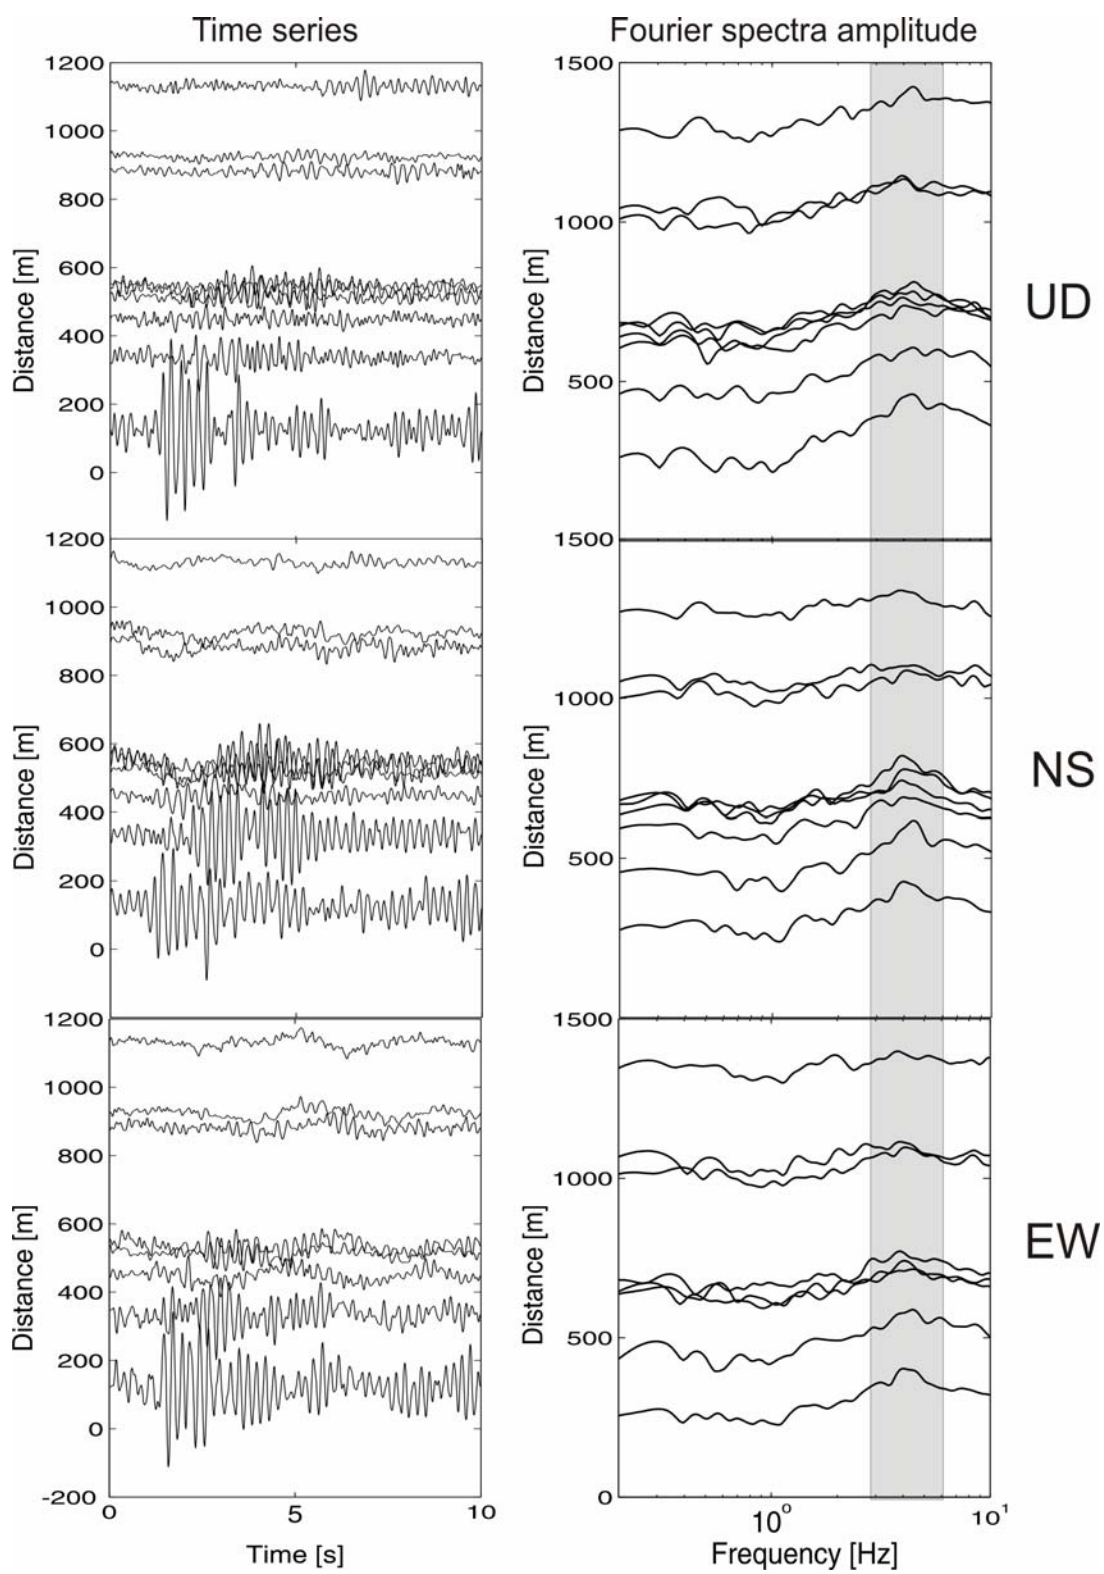 Time series
Fourier spectra amplitude
1200
1000
800
600
400
200
0
Distance [m]
1500
1000
500
Distance [m]
UD
1200
1000
800
600
400
200
0
Distance [m]
1500
1000
500
Distance [m]
NS
1200
1000
800
600
400
200
0
-200
Distance [m]
0
5
10
Time [s]
1500
1000
500
0
Distance [m]
10⁰
10¹
Frequency [Hz]
EW